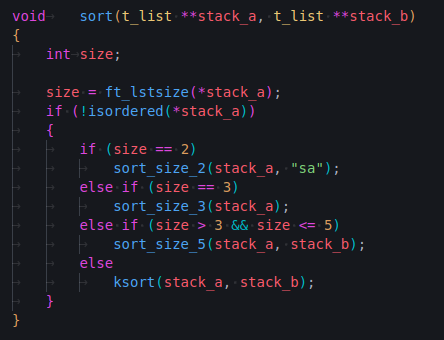 void	sort(t_list **stack_a, t_list **stack_b)
{
	int	size;

	size = ft_lstsize(*stack_a);
	if (!isordered(*stack_a))
	{
		if (size == 2)
			sort_size_2(stack_a, "sa");
		else if (size == 3)
			sort_size_3(stack_a);
		else if (size > 3 && size <= 5)
			sort_size_5(stack_a, stack_b);
		else
			ksort(stack_a, stack_b);
	}
}